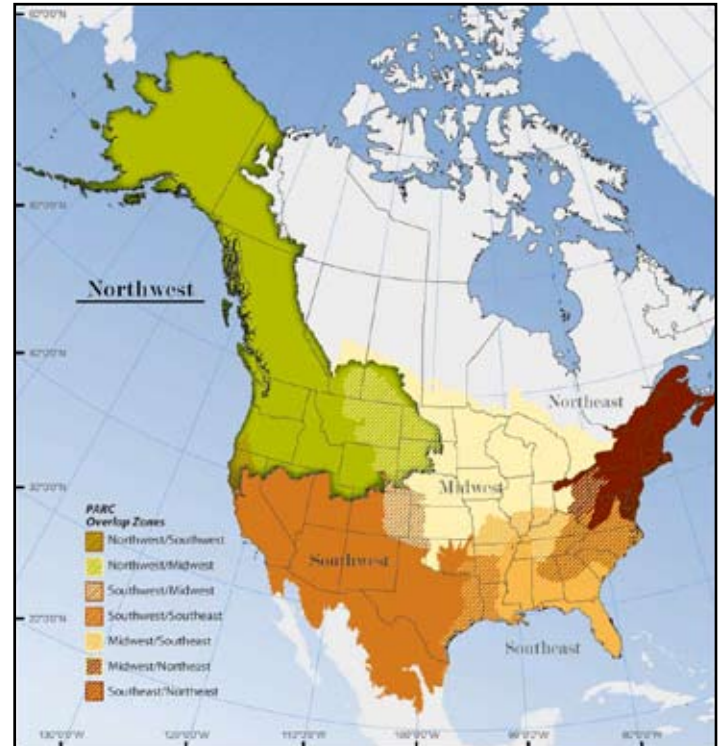 Northwest
Northeast
Midwest
Southwest
Southeast
PARC
Overlap Zones
Northwest/Southwest
Northwest/Midwest
Southwest/Midwest
Southwest/Southeast
Midwest/Southeast
Midwest/Northeast
Southeast/Northeast